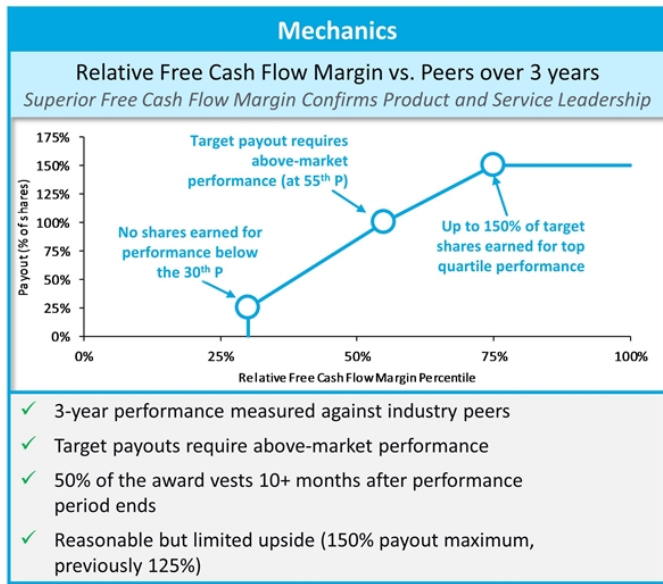 Mechanics
Relative Free Cash Flow Margin vs. Peers over 3 years
Superior Free Cash Flow Margin Confirms Product and Service Leadership
Payout (% of shares)
175%
150%
125%
100%
75%
50%
25%
0%
Target payout requires
above-market
performance (at 55th P)
No shares earned for
performance below
the 30th P
Up to 150% of target
shares earned for top
quartile performance
0%
25%
50%
75%
100%
Relative Free Cash Flow Margin Percentile
✓ 3-year performance measured against industry peers
✓ Target payouts require above-market performance
✓ 50% of the award vests 10+ months after performance
period ends
✓ Reasonable but limited upside (150% payout maximum,
previously 125%)